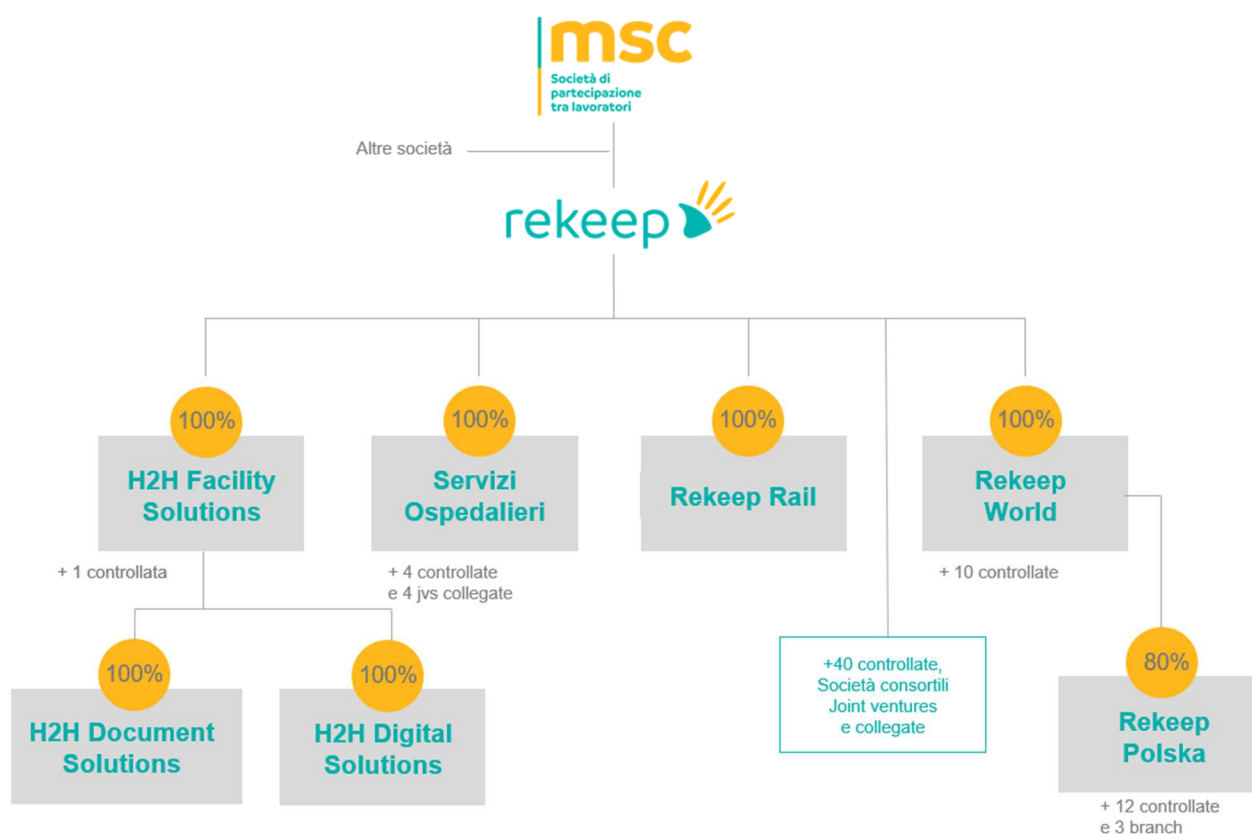 msc
Società di
partecipazione
tra lavoratori
Altre società
rekeep
100%
H2H Facility
Solutions
+ 1 controllata
100%
Servizi
Ospedalieri
+ 4 controllate
e 4 jvs collegate
100%
Rekeep Rail
100%
Rekeep
World
+ 10 controllate
100%
H2H Document
Solutions
100%
H2H Digital
Solutions
+40 controllate,
Società consortili
Joint ventures
e collegate
80%
Rekeep
Polska
+ 12 controllate
e 3 branch